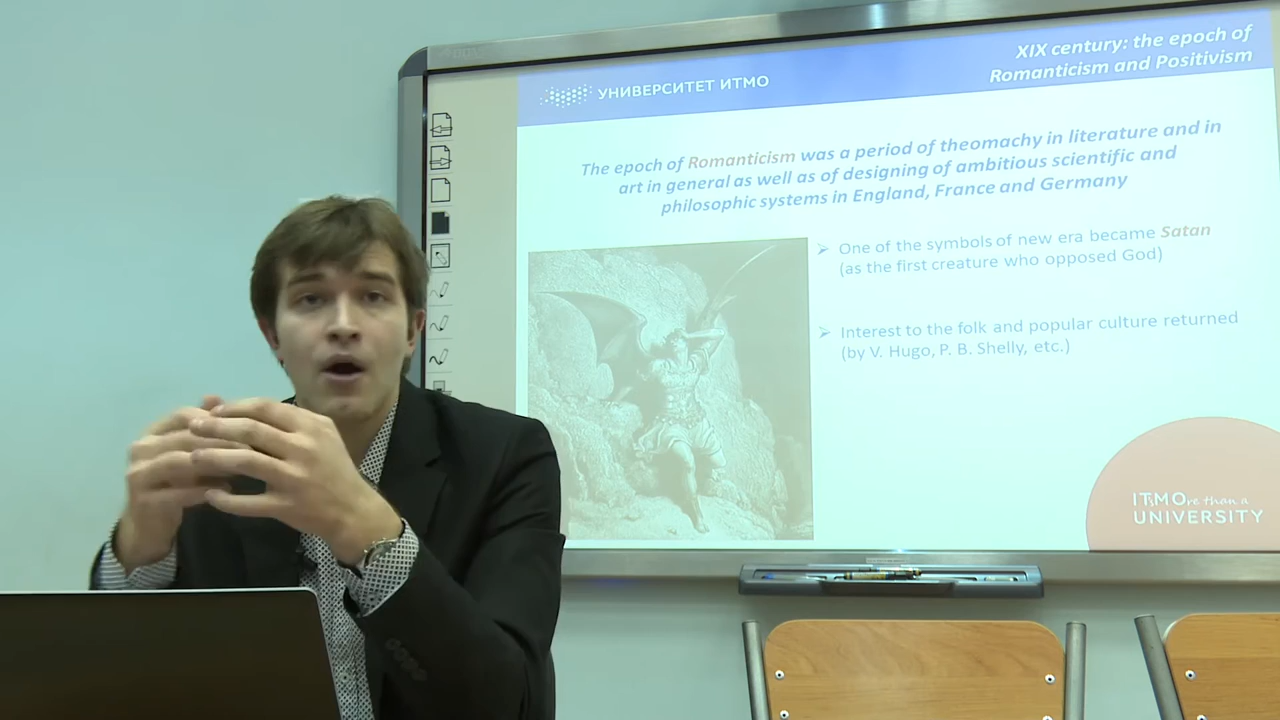 XIX century: the epoch of
Romanticism and Positivism
УНИВЕРСИТЕТ ИТМО
The epoch of Romanticism was a period of theomachy in literature and in
art in general as well as of designing of ambitious scientific and
philosophic systems in England, France and Germany
One of the symbols of new era became Satan
(as the first creature who opposed God)
Interest to the folk and popular culture returned
(by V. Hugo, P. B. Shelly, etc.)
ITsMOre than a
UNIVERSITY